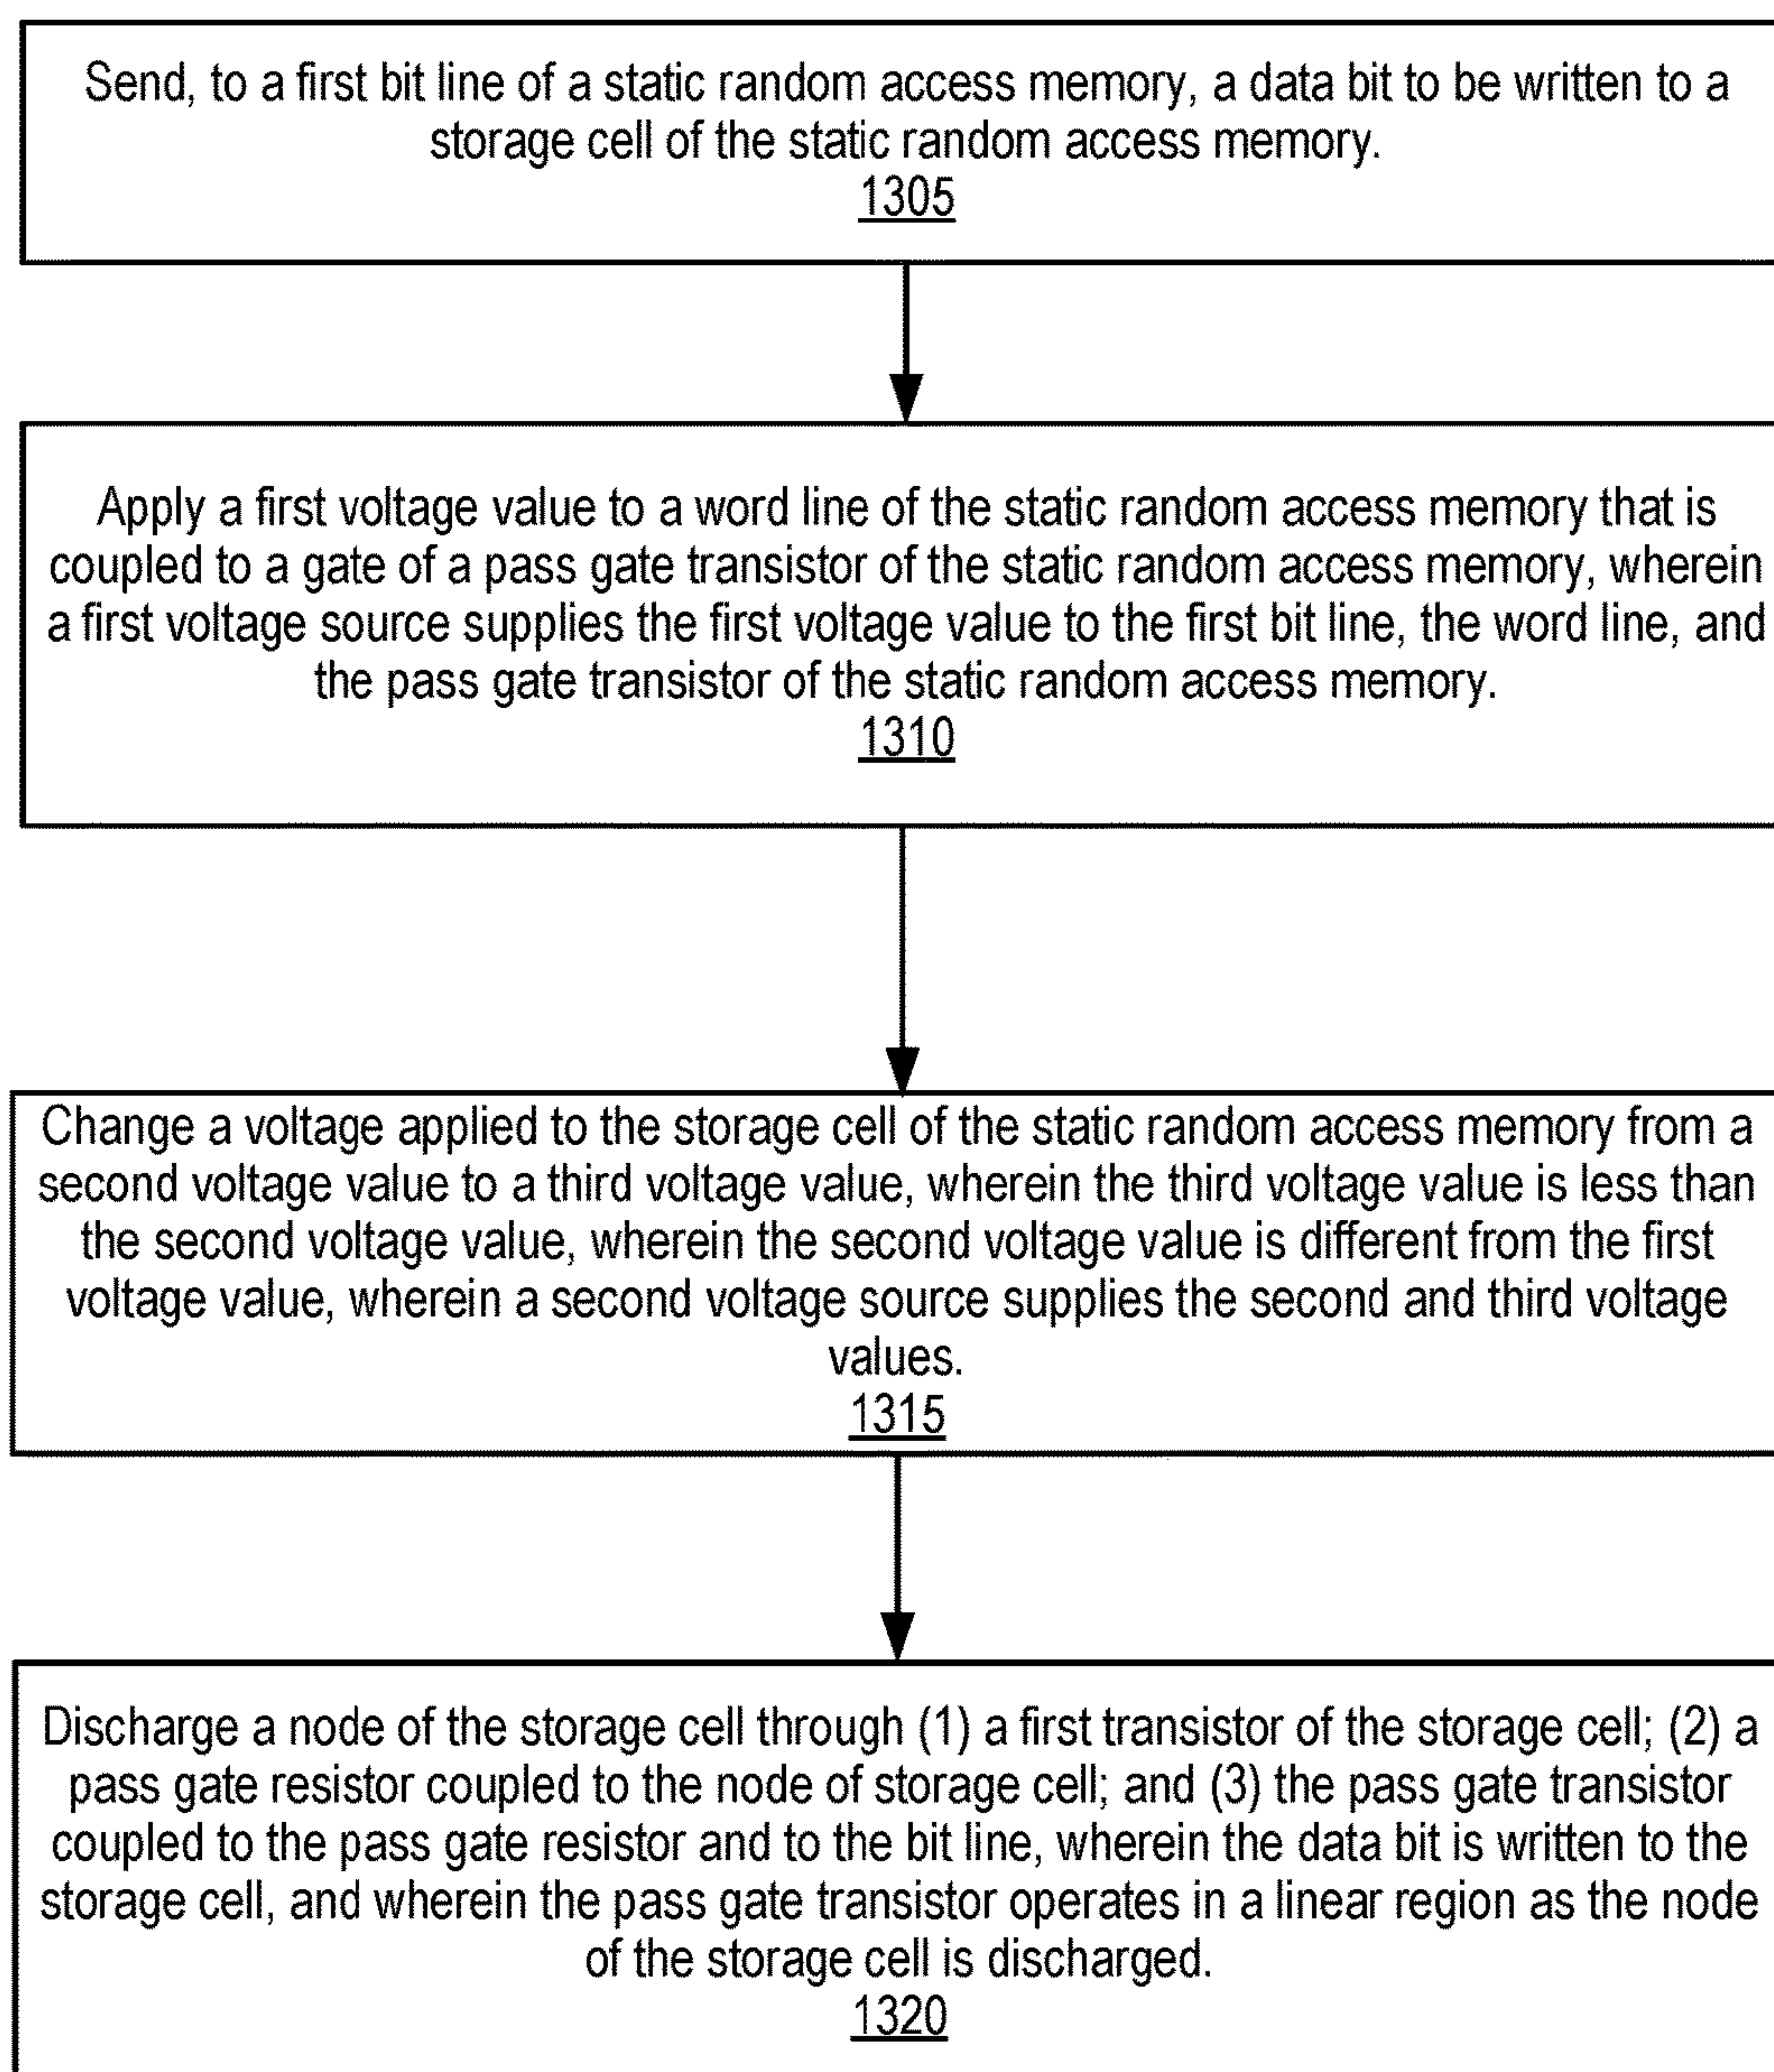 Send, to a first bit line of a static random access memory, a data bit to be written to a
storage cell of the static random access memory.
1305
Apply a first voltage value to a word line of the static random access memory that is
coupled to a gate of a pass gate transistor of the static random access memory, wherein
a first voltage source supplies the first voltage value to the first bit line, the word line, and
the pass gate transistor of the static random access memory.
1310
Change a voltage applied to the storage cell of the static random access memory from a
second voltage value to a third voltage value, wherein the third voltage value is less than
the second voltage value, wherein the second voltage value is different from the first
voltage value, wherein a second voltage source supplies the second and third voltage
values.
1315
Discharge a node of the storage cell through (1) a first transistor of the storage cell; (2) a
pass gate resistor coupled to the node of storage cell; and (3) the pass gate transistor
coupled to the pass gate resistor and to the bit line, wherein the data bit is written to the
storage cell, and wherein the pass gate transistor operates in a linear region as the node
of the storage cell is discharged.
1320